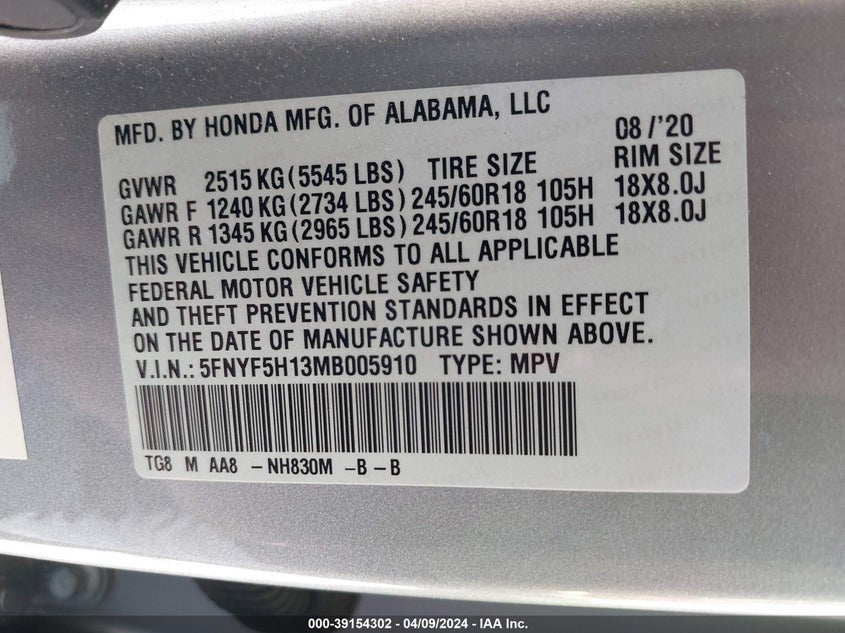 MFD. BY HONDA MFG. OF ALABAMA, LLC 08/'20
GVWR 2515 KG (5545 LBS) TIRE SIZE RIM SIZE
GAWR F 1240 KG (2734 LBS) 245/60R18 105H 18X8.0J
GAWR R 1345 KG (2965 LBS) 245/60R18 105H 18X8.0J
THIS VEHICLE CONFORMS TO ALL APPLICABLE
FEDERAL MOTOR VEHICLE SAFETY
AND THEFT PREVENTION STANDARDS IN EFFECT
ON THE DATE OF MANUFACTURE SHOWN ABOVE.
V.I.N.: 5FNYF5H13MB005910 TYPE: MPV
TG8 M AA8 -NH830M -B -B
000-39154302 - 04/09/2024 - IAA Inc.